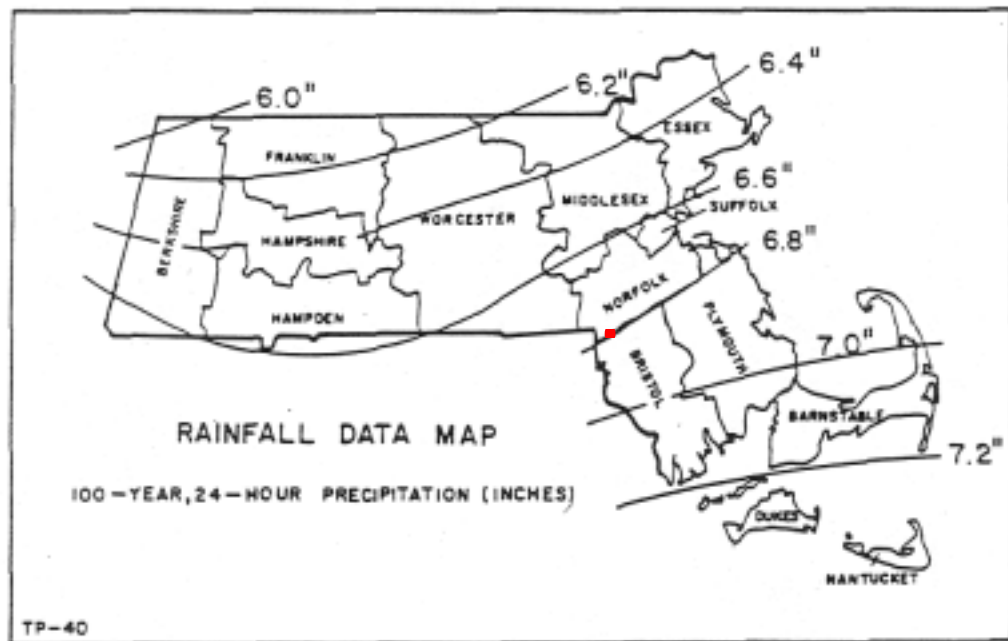 6.0"
6.2"
6.4"
ESSEX
FRANKLIN
6.6"
MIDDLESEX
SUFFOLK
WORCESTER
BERKSHIRE
HAMPSHIRE
6.8"
NORFOLK
HAMPDEN
PLYMOUTH
7.0"
BRISTOL
BARNSTABLE
RAINFALL DATA MAP
7.2"
100-YEAR, 24-HOUR PRECIPITATION (INCHES)
DUKES
NANTUCKET
TP-40